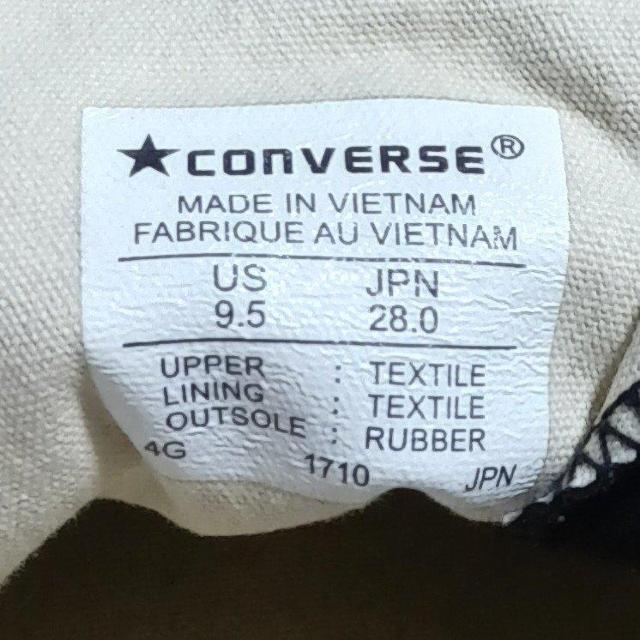 ★CONVERSE®
MADE IN VIETNAM
FABRIQUE AU VIETNAM
US JPN
9.5 28.0
UPPER : TEXTILE
LINING : TEXTILE
OUTSOLE : RUBBER
4G 1710 JPN